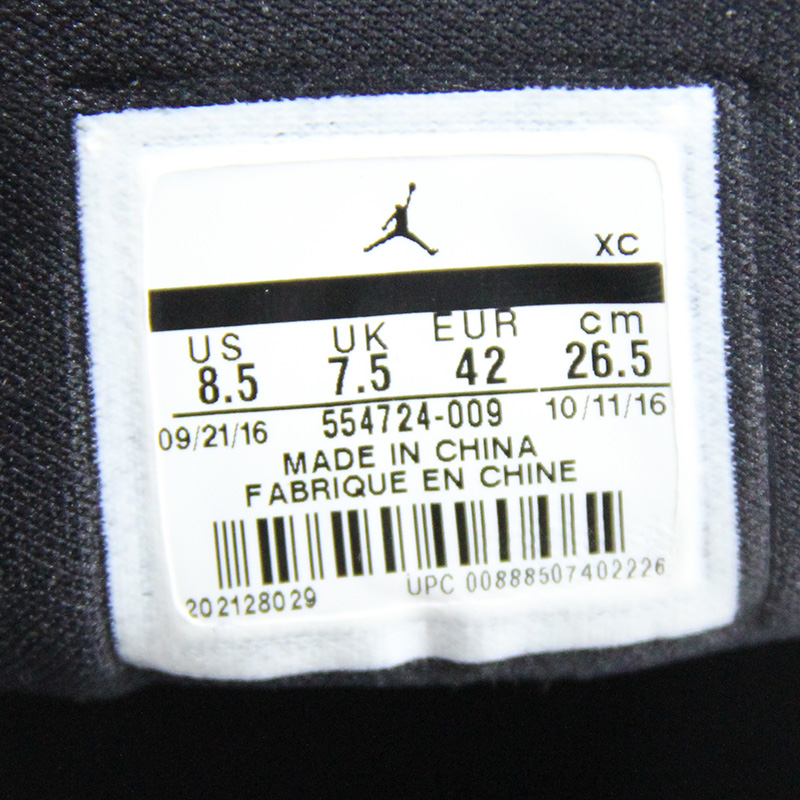 XC
US UK EUR cm
8.5 7.5 42 26.5
09/21/16 554724-009 10/11/16
MADE IN CHINA
FABRIQUE EN CHINE
202128029 UPC 00888507402226